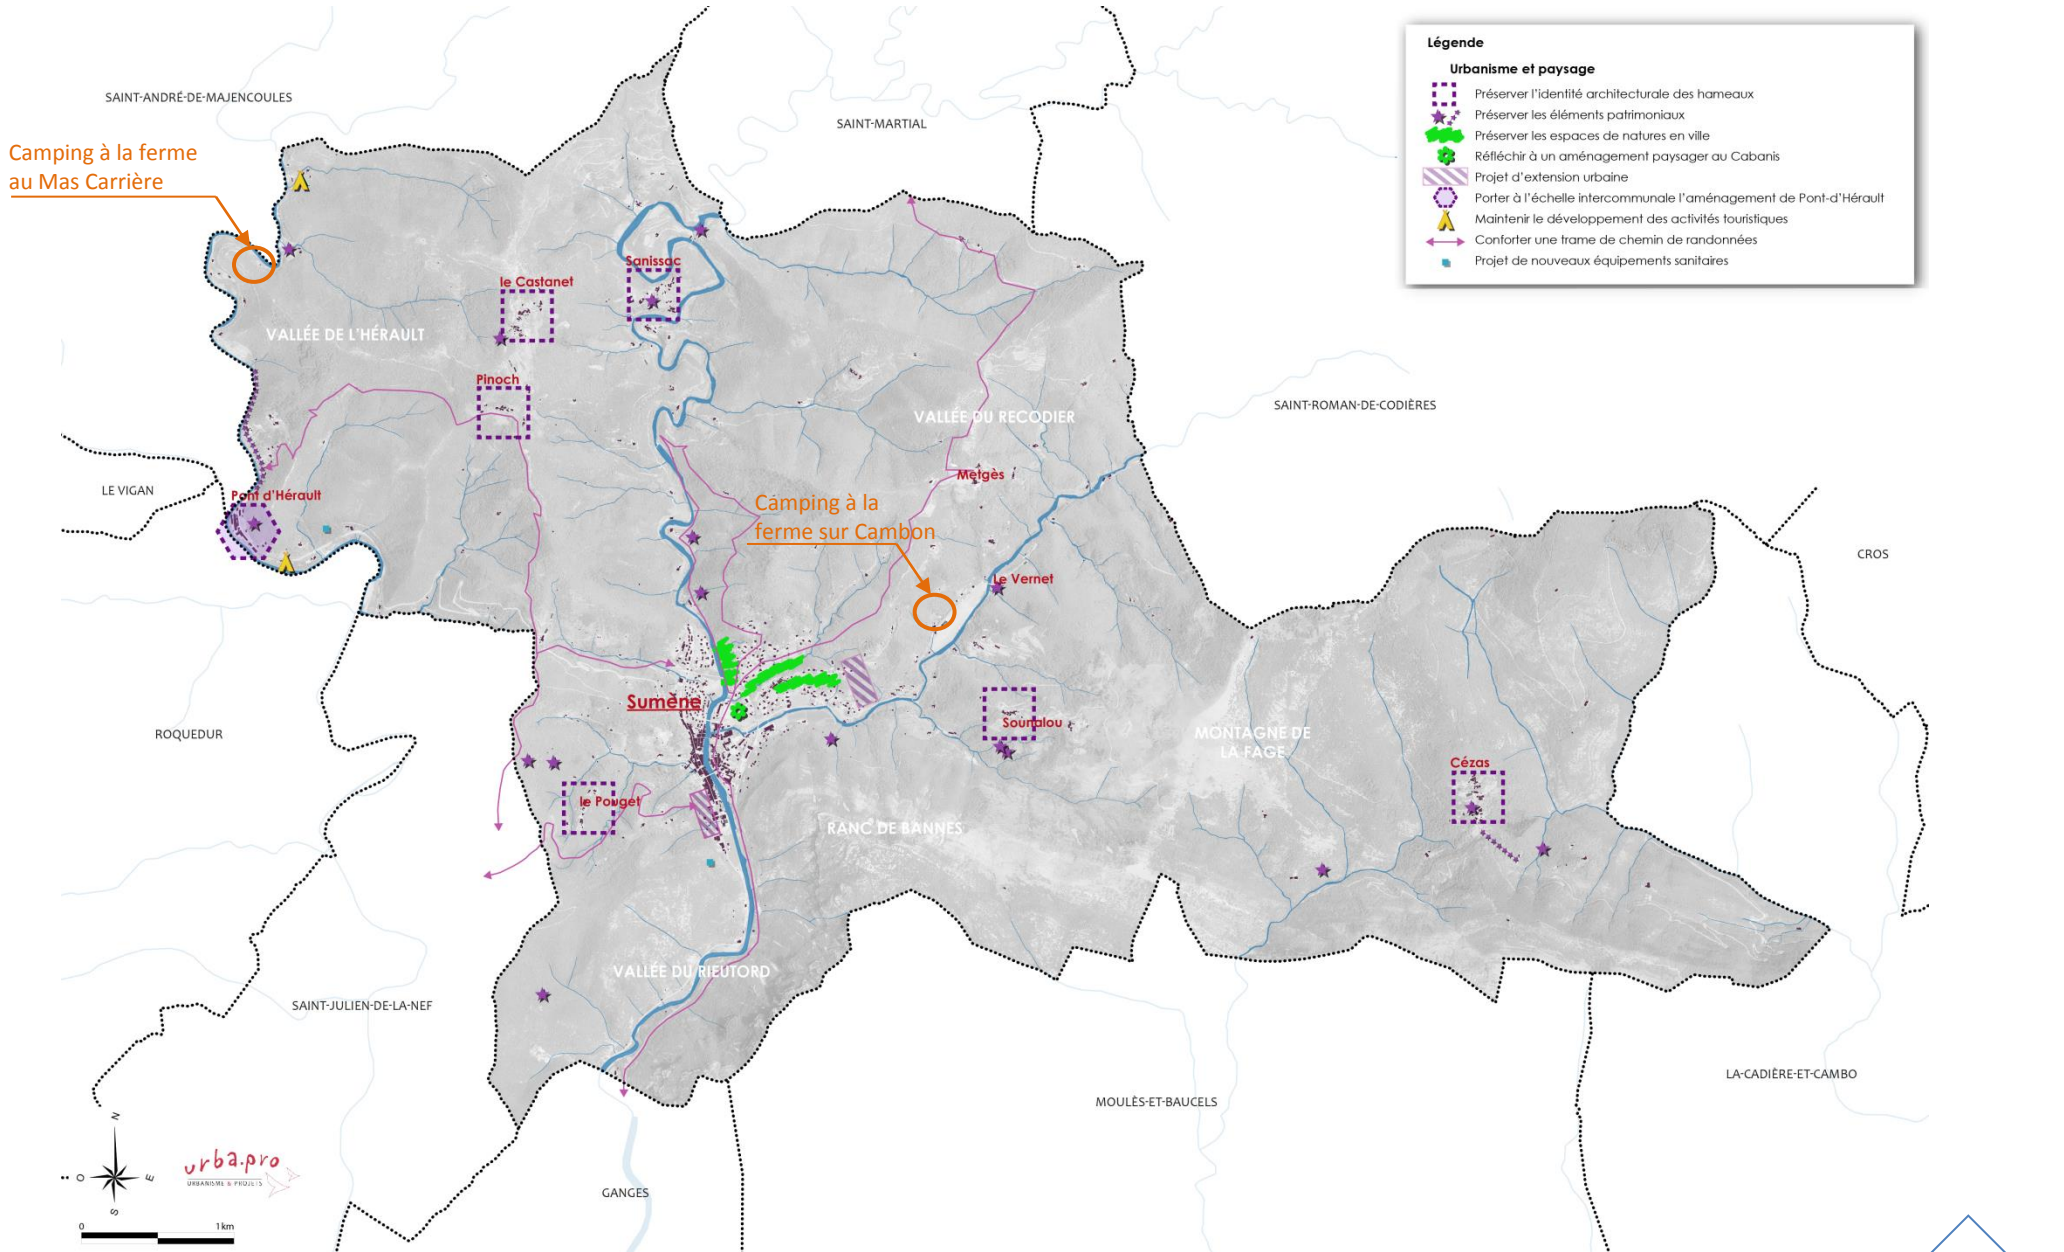 Légende
Urbanisme et paysage
Préserver l'identité architecturale des hameaux
Préserver les éléments patrimoniaux
Préserver les espaces de natures en ville
Réfléchir à un aménagement paysager au Cabanis
Projet d'extension urbaine
Porter à l'échelle intercommunale l'aménagement de Pont-d'Hérault
Maintenir le développement des activités touristiques
Conforter une trame de chemin de randonnées
Projet de nouveaux équipements sanitaires
SAINT-ANDRÉ-DE-MAJENCOULES
SAINT-MARTIAL
Camping à la ferme
au Mas Carrière
Sanissac
le Castanet
VALLÉE DE L'HÉRAULT
Pinoch
VALLÉE DU RECODIER
SAINT-ROMAN-DE-CODIÈRES
Metgès
LE VIGAN
Pont d'Hérault
Camping à la
ferme sur Cambon
CROS
Le Vernet
Sumène
Sounalou
ROQUEDUR
MONTAGNE DE
LA FAGE
Cézas
le Pouget
RANC DE BANNES
VALLÉE DU RIEUTORD
SAINT-JULIEN-DE-LA-NEF
LA-CADIÈRE-ET-CAMBO
MOULÈS-ET-BAUCELS
GANGES
N
O
E
S
urba.pro
URBANISME & PROJETS
0
1km